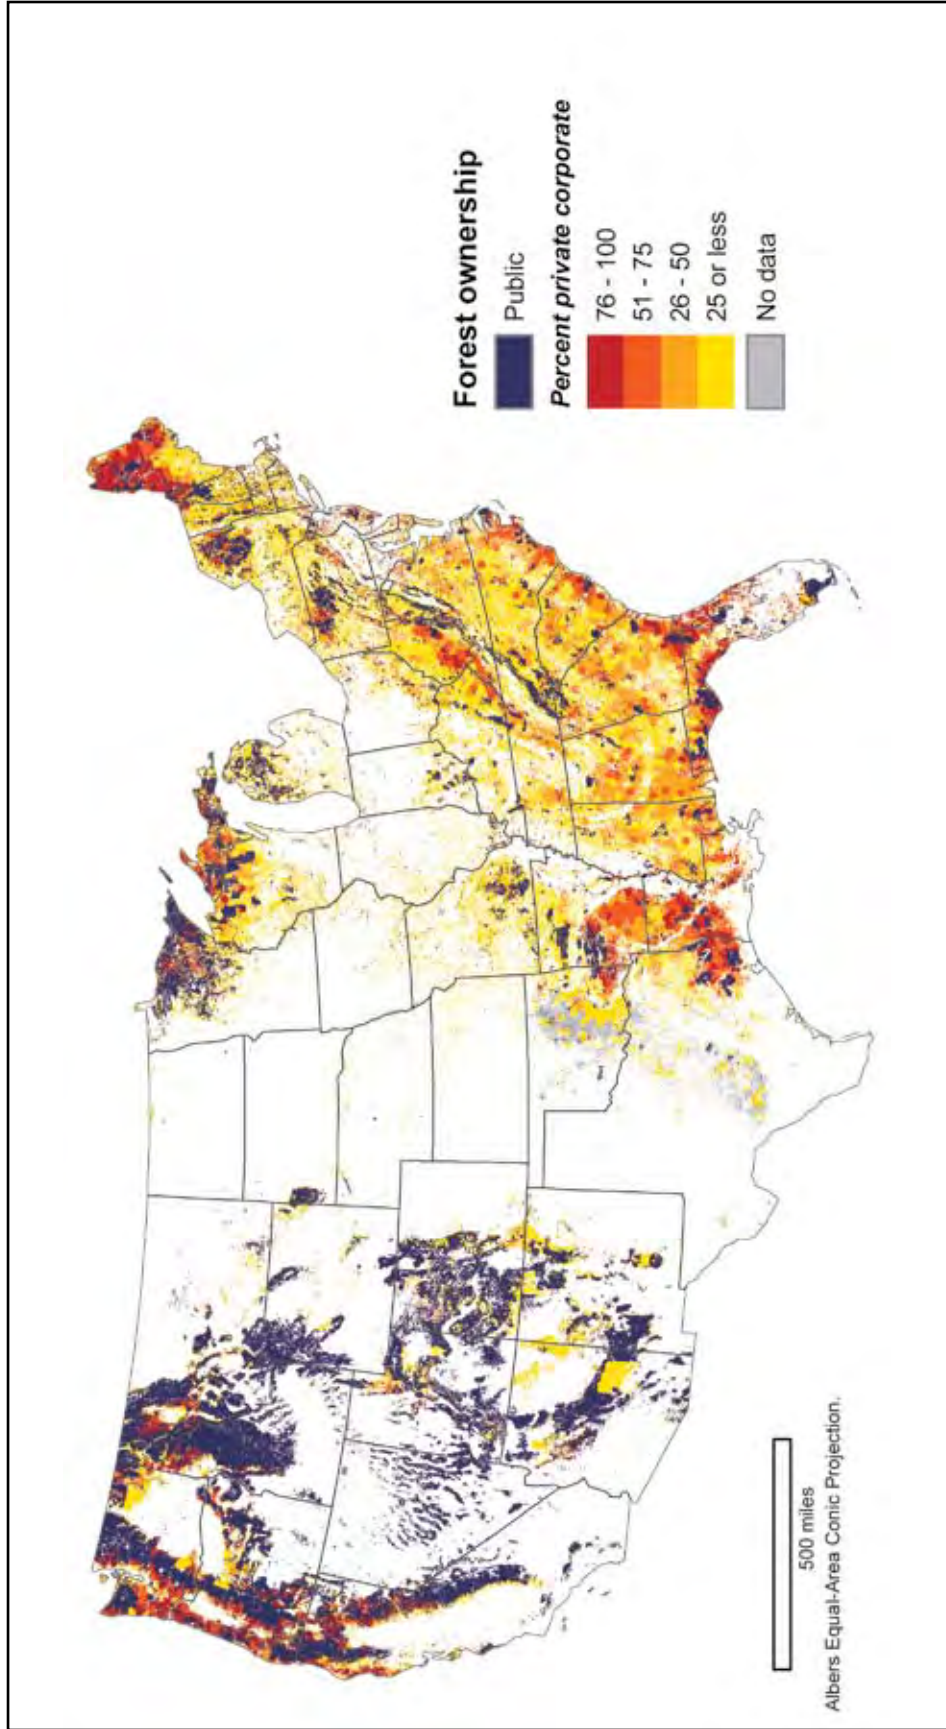 Forest ownership
Public
Percent private corporate
76 - 100
51 - 75
26 - 50
25 or less
No data
500 miles
Albers Equal-Area Conic Projection.